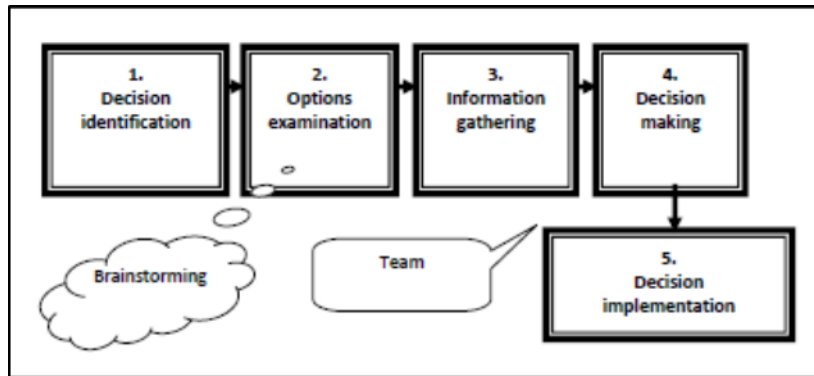 1.
Decision
identification
2.
Options
examination
3.
Information
gathering
4.
Decision
making
Brainstorming
Team
5.
Decision
implementation